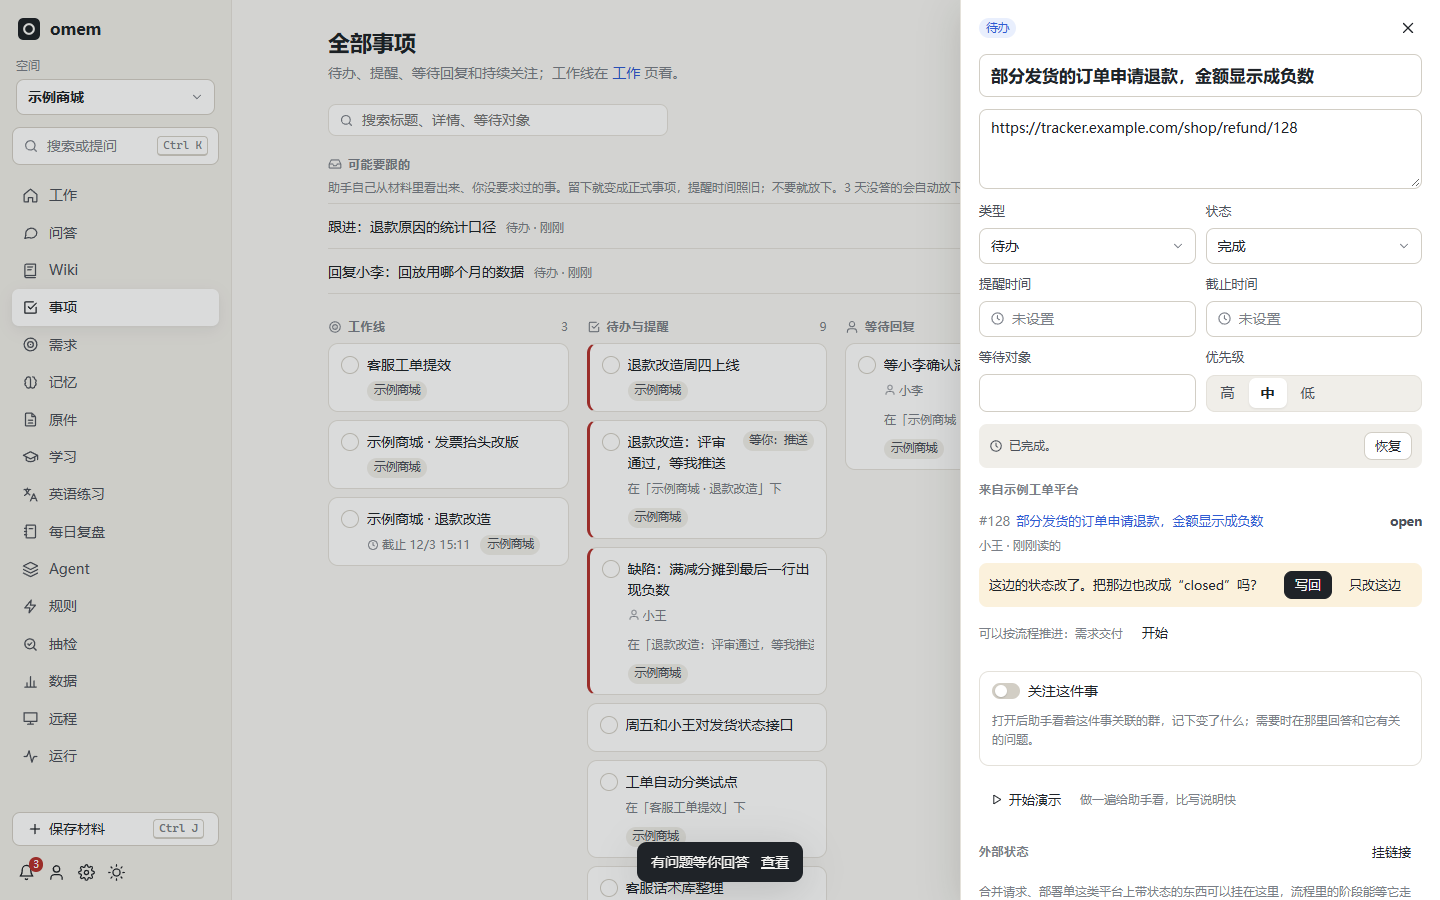 omem
空间
示例商城
搜索或提问 Ctrl K
工作
问答
Wiki
事项
需求
记忆
原件
学习
英语练习
每日复盘
Agent
规则
抽检
数据
远程
运行
保存材料 Ctrl J
3
全部事项
待办、提醒、等待回复和持续关注；工作线在 工作 页看。
搜索标题、详情、等待对象
可能要跟的
助手自己从材料里看出来、你没要求过的事。留下就变成正式事项，提醒时间照旧；不要就放下。3 天没答的会自动放下
跟进：退款原因的统计口径 待办 · 刚刚
回复小李：回放用哪个月的数据 待办 · 刚刚
工作线 3
客服工单提效
示例商城
示例商城 · 发票抬头改版
示例商城
示例商城 · 退款改造
截止 12/3 15:11 示例商城
待办与提醒 9
退款改造周四上线
示例商城
退款改造：评审通过，等我推送 等你：推送
在「示例商城 · 退款改造」下
示例商城
缺陷：满减分摊到最后一行出现负数
小王
在「退款改造：评审通过，等我推送
示例商城
周五和小王对发货状态接口
工单自动分类试点
在「客服工单提效」下
示例商城
客服话术库整理
等待回复
等小李确认
小李
在「示例商城
示例商城
有问题等你回答 查看
待办
部分发货的订单申请退款，金额显示成负数
https://tracker.example.com/shop/refund/128
类型 状态
待办 完成
提醒时间 截止时间
未设置 未设置
等待对象 优先级
高 中 低
已完成。 恢复
来自示例工单平台
#128 部分发货的订单申请退款，金额显示成负数 open
小王 · 刚刚读的
这边的状态改了。把那边也改成“closed”吗？ 写回 只改这边
可以按流程推进：需求交付 开始
关注这件事
打开后助手看着这件事关联的群，记下变了什么；需要时在那里回答和它有关
的问题。
开始演示 做一遍给助手看，比写说明快
外部状态 挂链接
合并请求、部署单这类平台上带状态的东西可以挂在这里，流程里的阶段能等它走